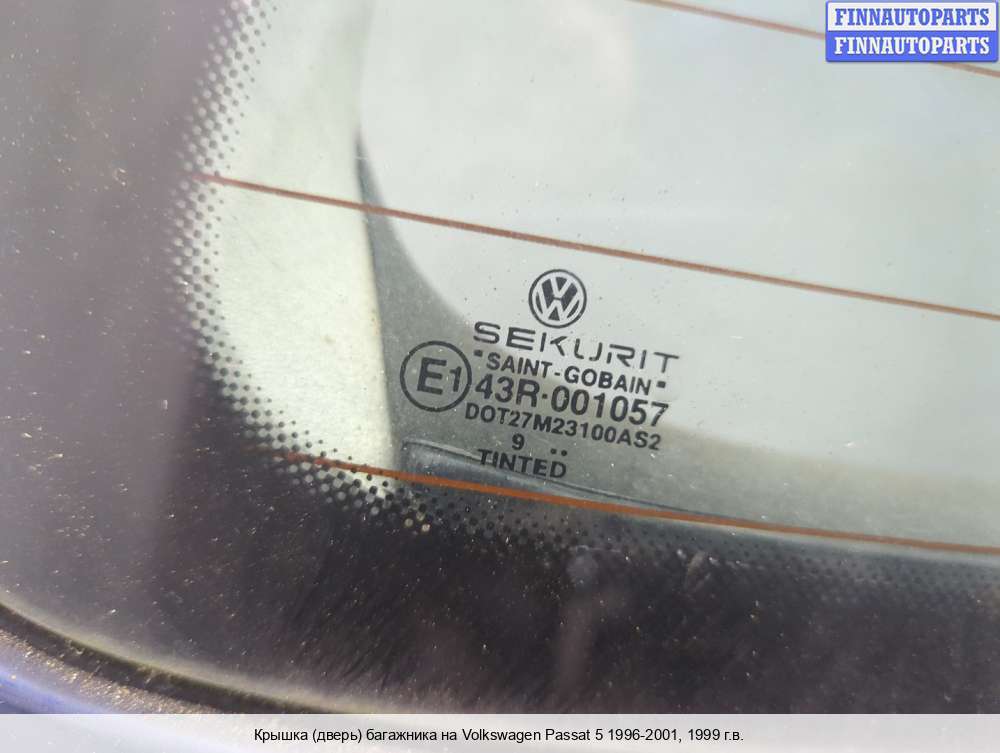 FINNAUTOPARTS
FINNAUTOPARTS
VW
SEKURIT
"SAINT-GOBAIN"
E1 43R-001057
DOT27M23100AS2
9 ..
TINTED
Крышка (дверь) багажника на Volkswagen Passat 5 1996-2001, 1999 г.в.